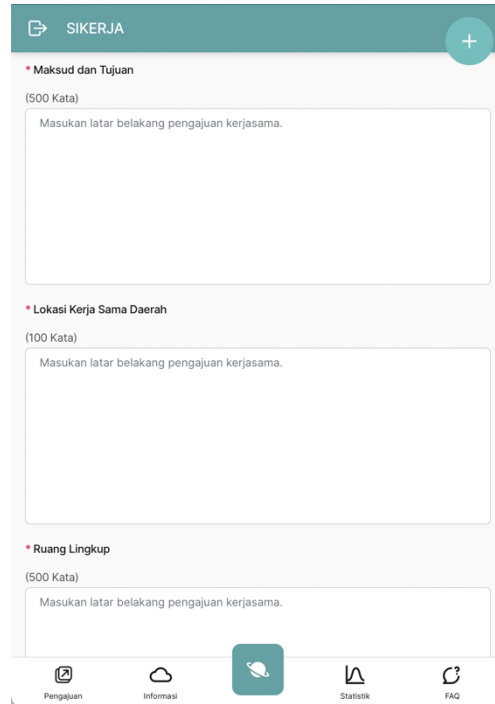 SIKERJA
+
* Maksud dan Tujuan
(500 Kata)
Masukan latar belakang pengajuan kerjasama.
* Lokasi Kerja Sama Daerah
(100 Kata)
Masukan latar belakang pengajuan kerjasama.
* Ruang Lingkup
(500 Kata)
Masukan latar belakang pengajuan kerjasama.
Pengajuan Informasi Statistik FAQ